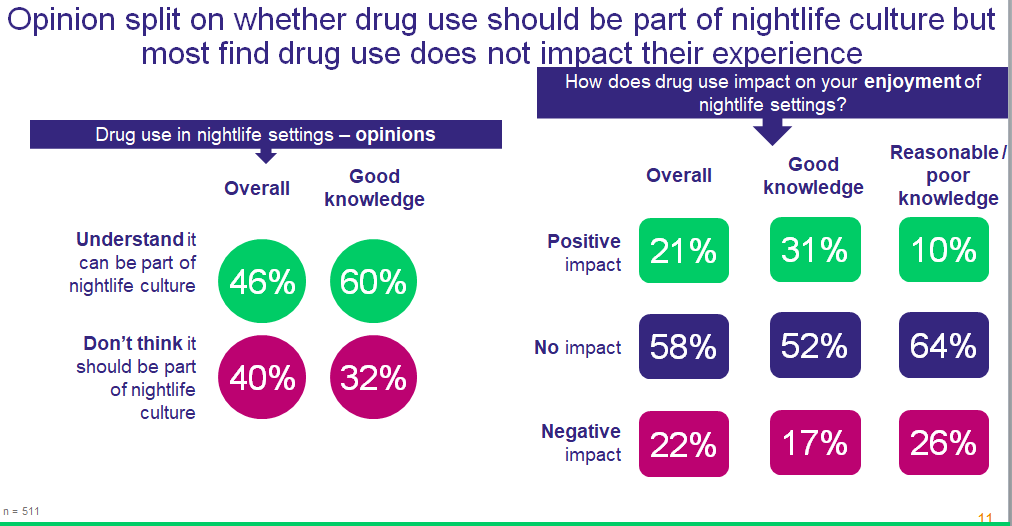 Opinion split on whether drug use should be part of nightlife culture but
most find drug use does not impact their experience
Drug use in nightlife settings – opinions
Overall
Good
knowledge
Understand it
can be part of
nightlife culture
46%
60%
Don't think it
should be part
of nightlife
culture
40%
32%
How does drug use impact on your enjoyment of
nightlife settings?
Overall
Good
knowledge
Reasonable/
poor
knowledge
Positive
impact
21%
31%
10%
No impact
58%
52%
64%
Negative
impact
22%
17%
26%
n = 511
11